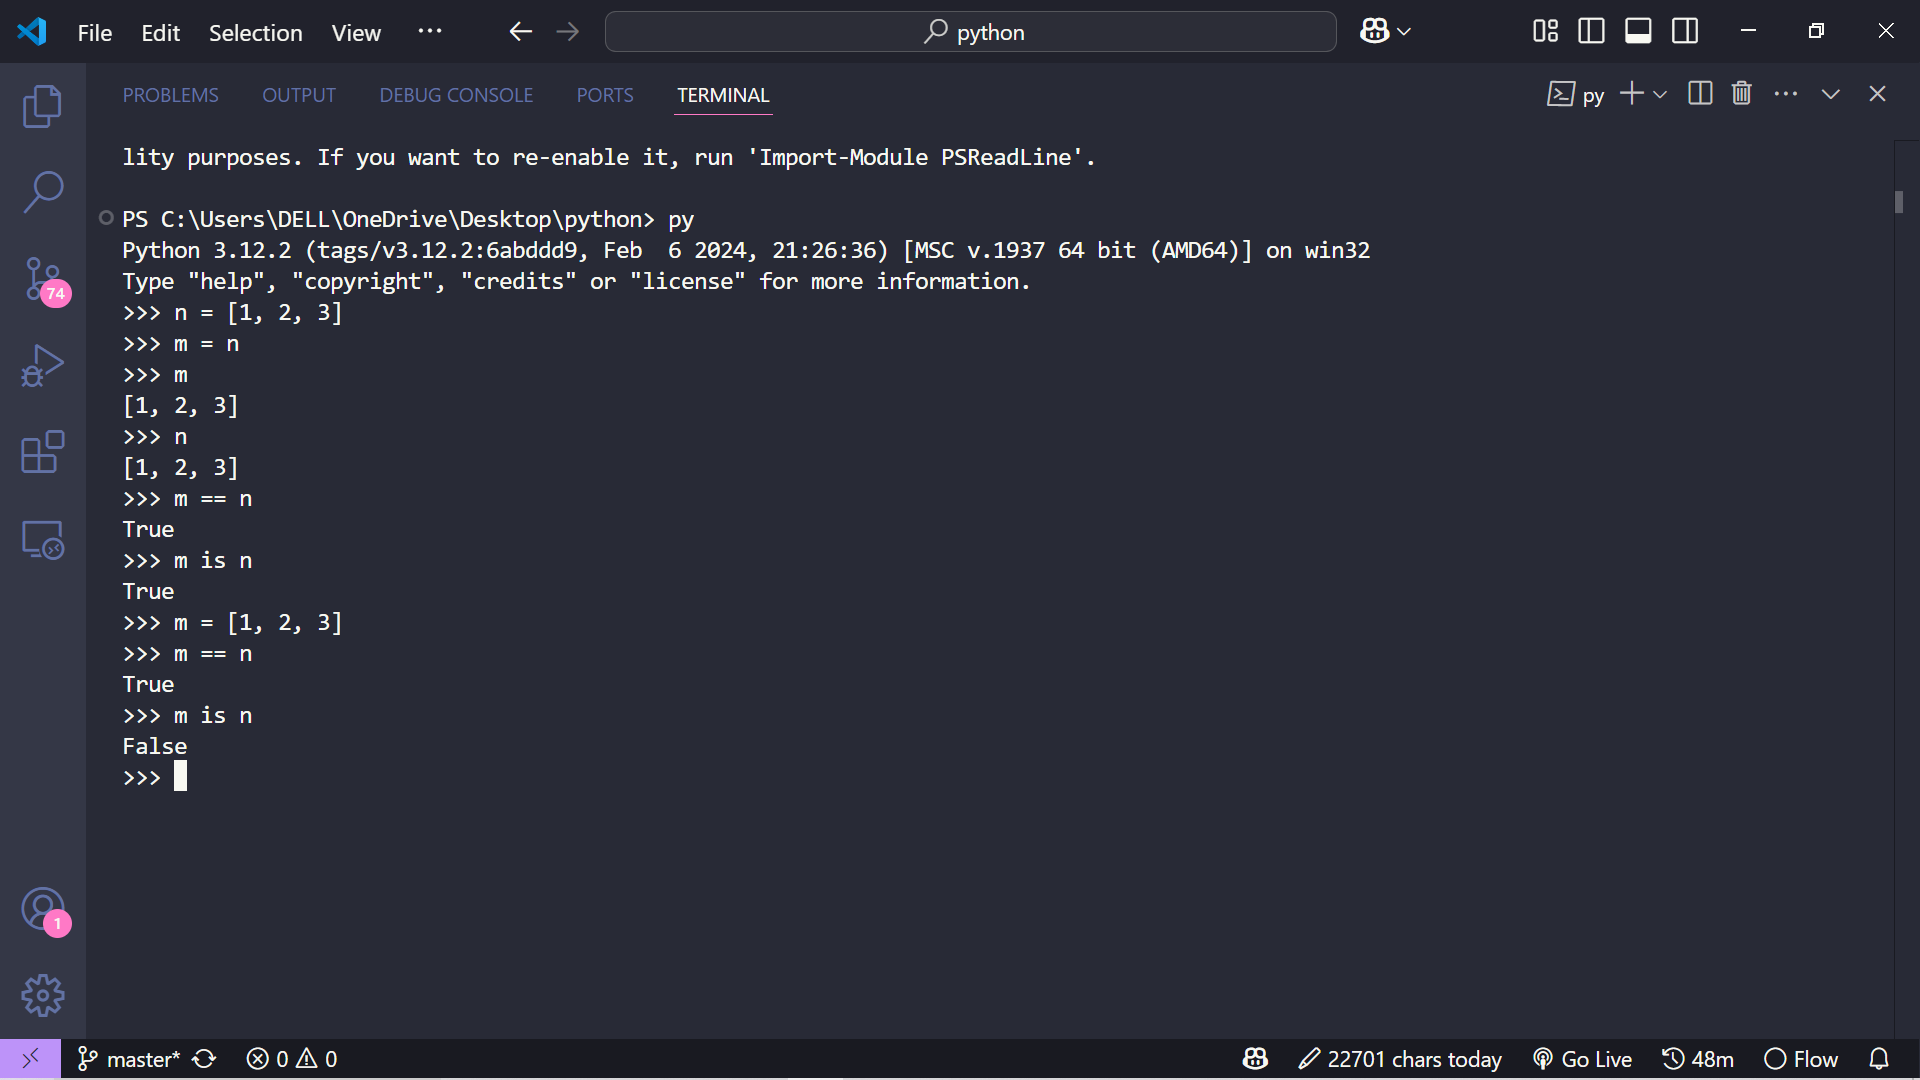 File Edit Selection View ··· python
PROBLEMS OUTPUT DEBUG CONSOLE PORTS TERMINAL py
lity purposes. If you want to re-enable it, run 'Import-Module PSReadLine'.
PS C:\Users\DELL\OneDrive\Desktop\python> py
Python 3.12.2 (tags/v3.12.2:6abddd9, Feb  6 2024, 21:26:36) [MSC v.1937 64 bit (AMD64)] on win32
Type "help", "copyright", "credits" or "license" for more information.
>>> n = [1, 2, 3]
>>> m = n
>>> m
[1, 2, 3]
>>> n
[1, 2, 3]
>>> m == n
True
>>> m is n
True
>>> m = [1, 2, 3]
>>> m == n
True
>>> m is n
False
>>>
74
1
master* 0 0 22701 chars today Go Live 48m Flow